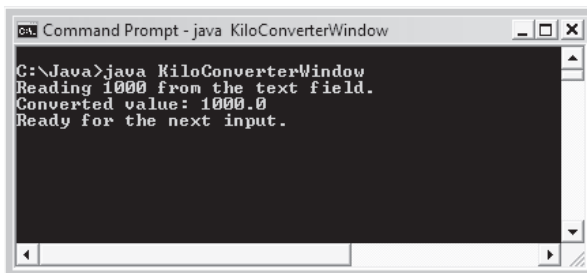 Command Prompt - java KiloConverterWindow
C:\Java>java KiloConverterWindow
Reading 1000 from the text field.
Converted value: 1000.0
Ready for the next input.